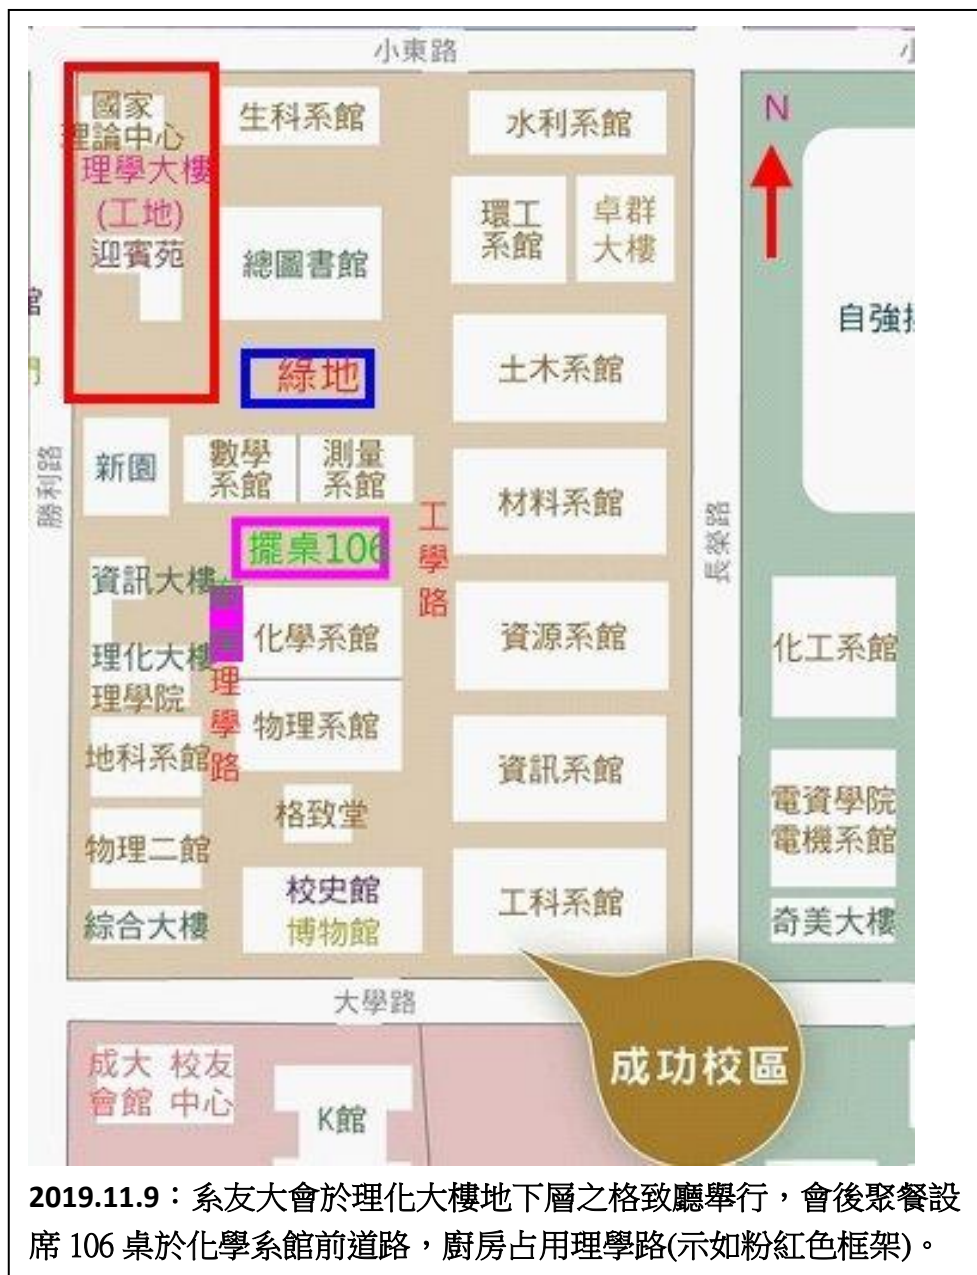 小東路
國家
理論中心
理學大樓
(工地)
迎賓苑
生科系館
總圖書館
水利系館
環工
系館
卓群
大樓
N
自強
綠地
土木系館
新園
數學
系館
測量
系館
材料系館
勝利路
長榮路
擺桌106
工學路
資訊大樓
理化大樓
理學院
化學系館
理學路
資源系館
化工系館
物理系館
地科系館
資訊系館
格致堂
物理二館
電資學院
電機系館
校史館
博物館
工科系館
綜合大樓
奇美大樓
大學路
成功校區
成大 校友
會館 中心
K館
2019.11.9：系友大會於理化大樓地下層之格致廳舉行，會後聚餐設
席 106 桌於化學系館前道路，廚房占用理學路(示如粉紅色框架)。